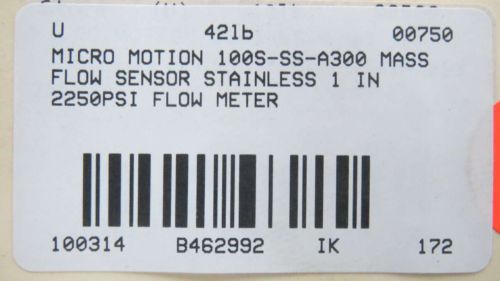 U 42lb 00750
MICRO MOTION 100S-SS-A300 MASS
FLOW SENSOR STAINLESS 1 IN
2250PSI FLOW METER
100314 B462992 IK 172